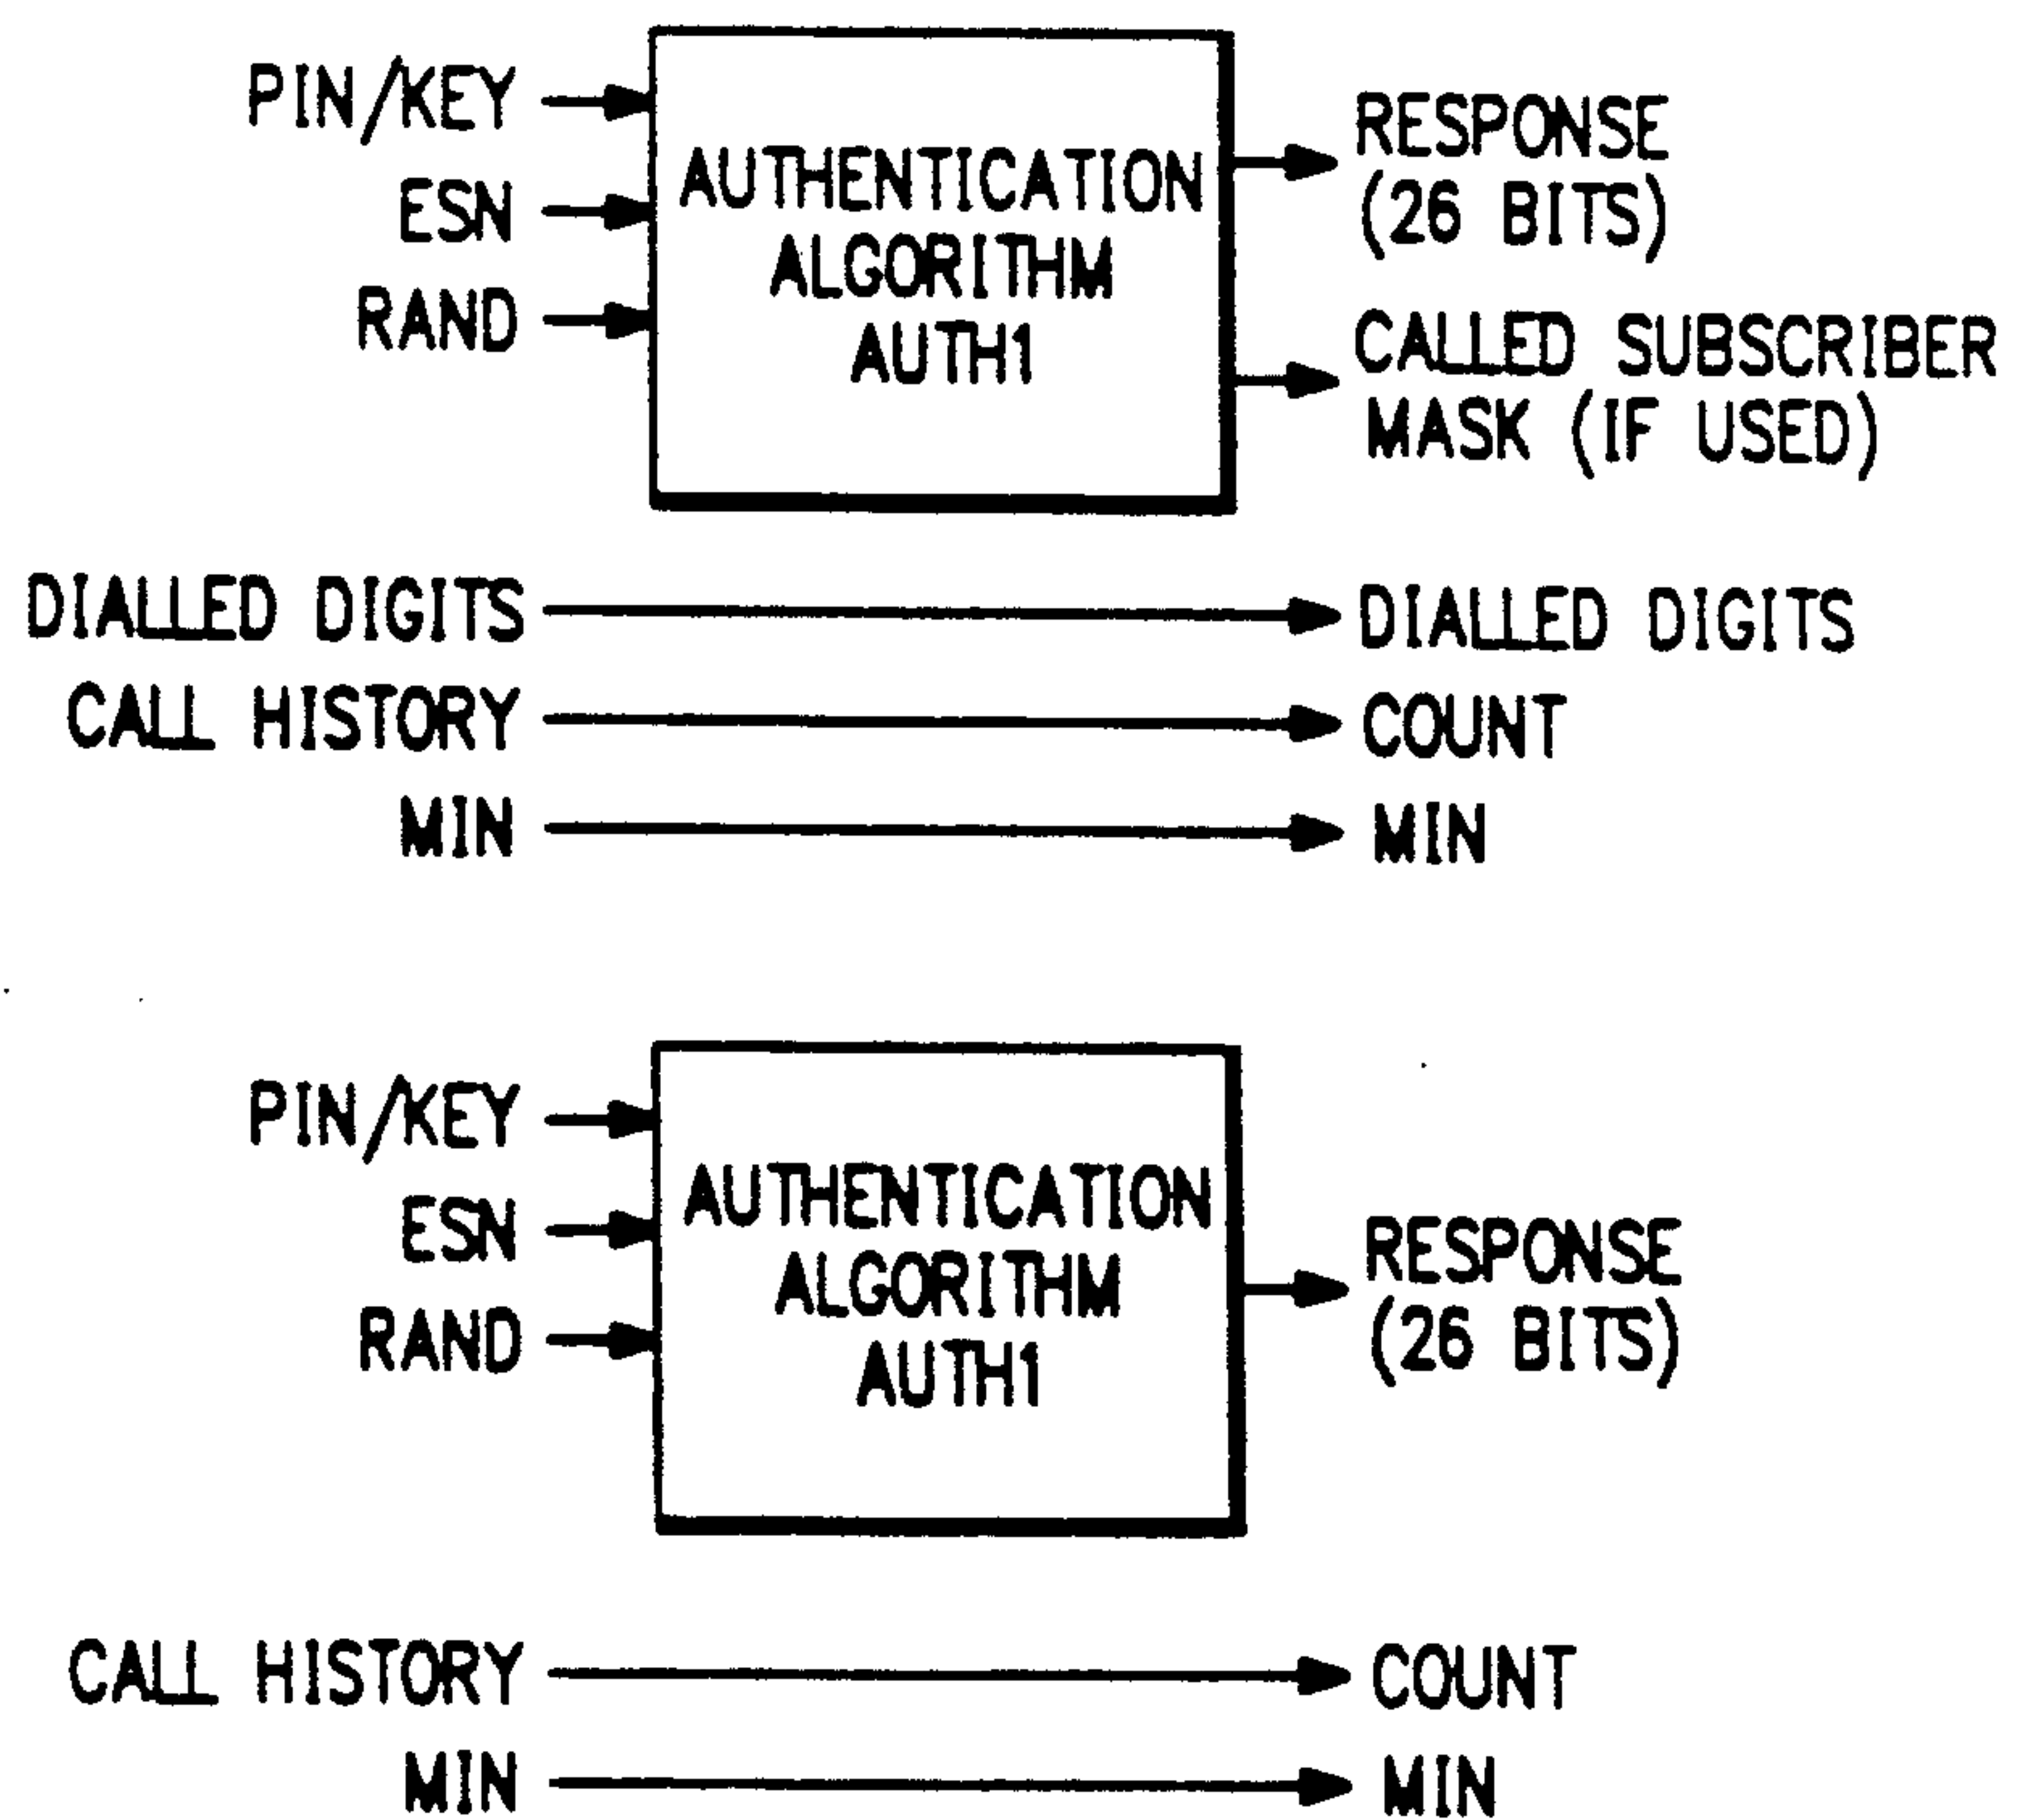 PIN/KEY
ESN
RAND
AUTHENTICATION
ALGORITHM
AUTH1
RESPONSE
(26 BITS)
CALLED SUBSCRIBER
MASK (IF USED)
DIALLED DIGITS
DIALLED DIGITS
CALL HISTORY
COUNT
MIN
MIN
PIN/KEY
ESN
RAND
AUTHENTICATION
ALGORITHM
AUTH1
RESPONSE
(26 BITS)
CALL HISTORY
COUNT
MIN
MIN